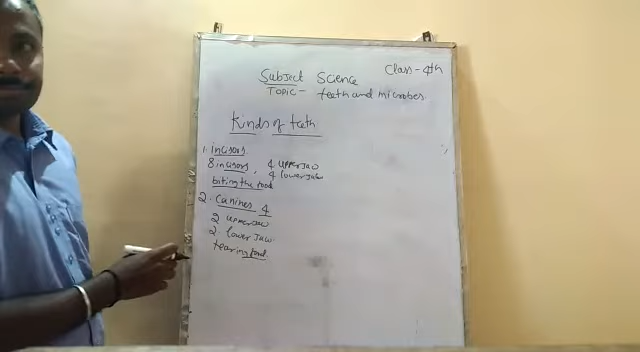 Class - 4th
Subject Science
Topic - teeth and microbes
Kinds of teeth
1. Incisors
8 incisors, 4 upper jaw
4 lower jaw
biting the food
2. Canines 4
2 upper jaw
2 lower jaw
tearing food